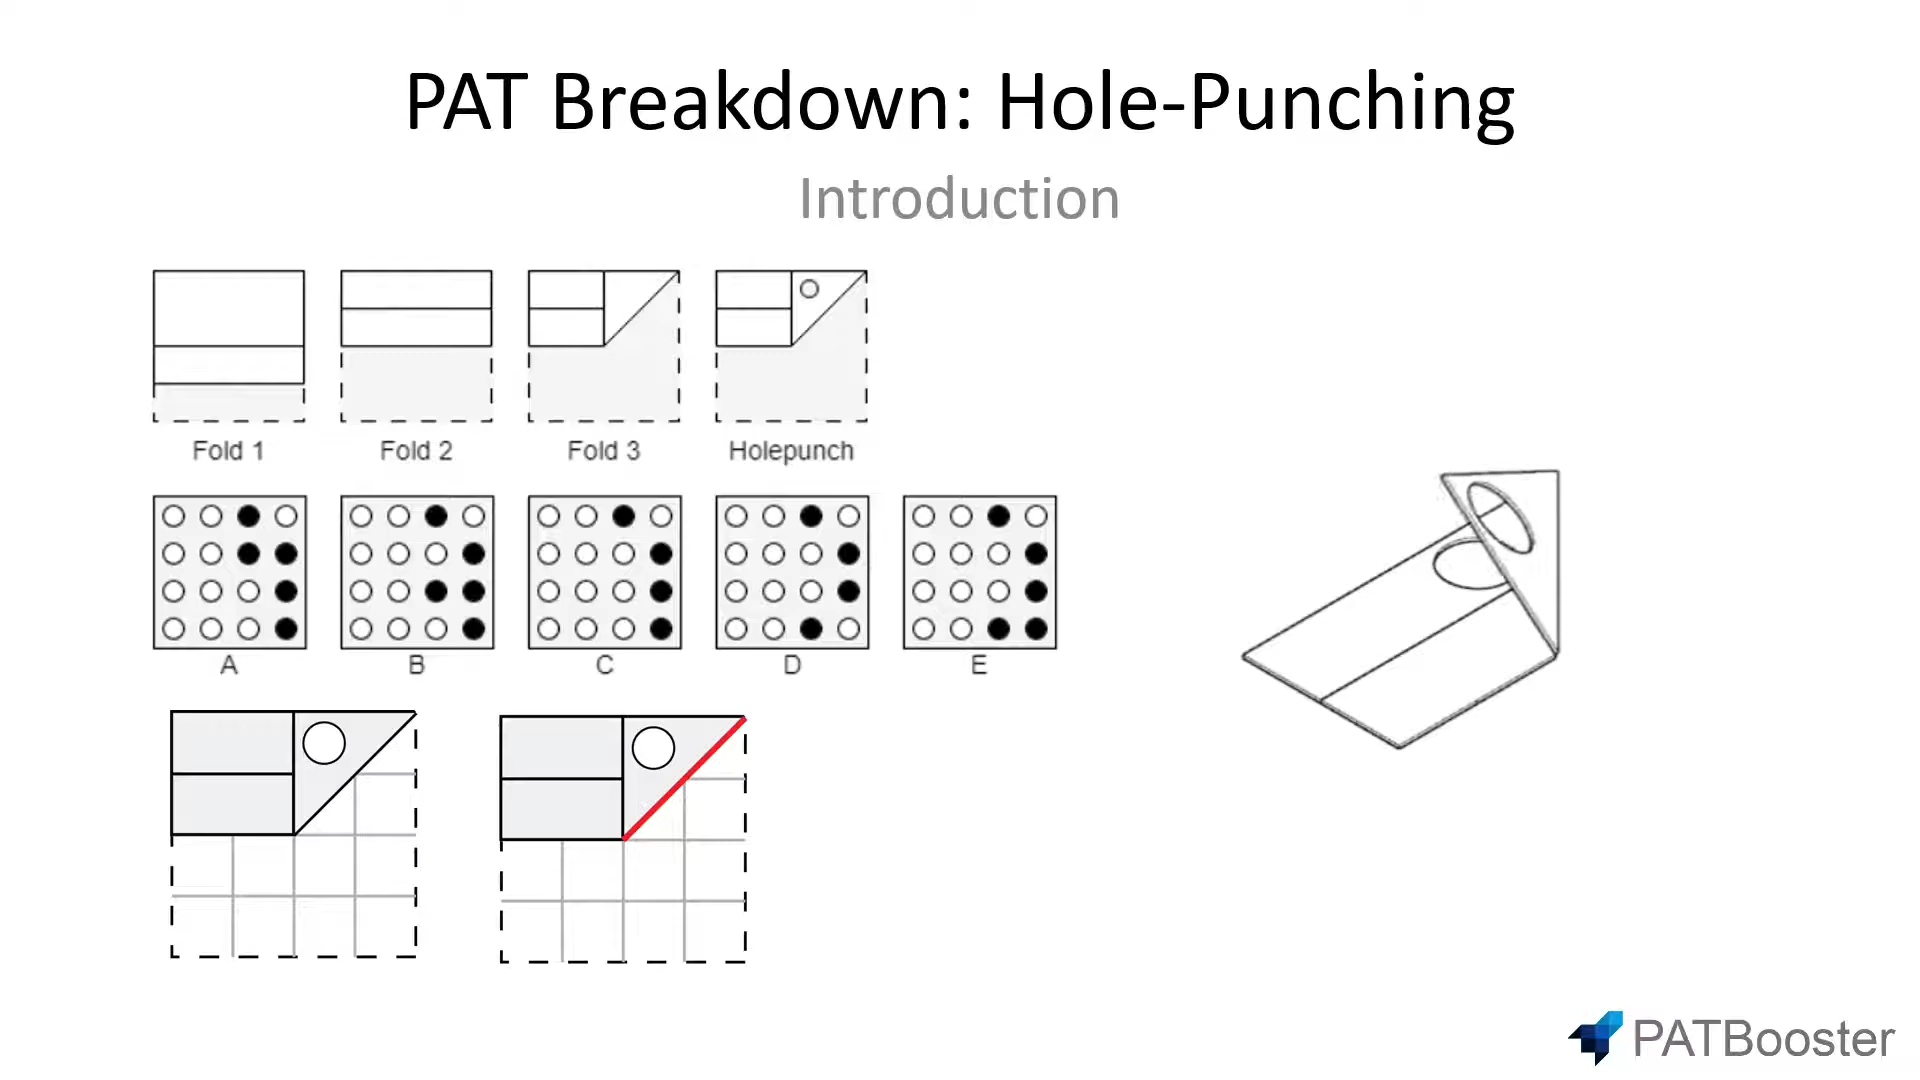 PAT Breakdown: Hole-Punching
Introduction
Fold 1
Fold 2
Fold 3
Holepunch
A
B
C
D
E
PATBooster